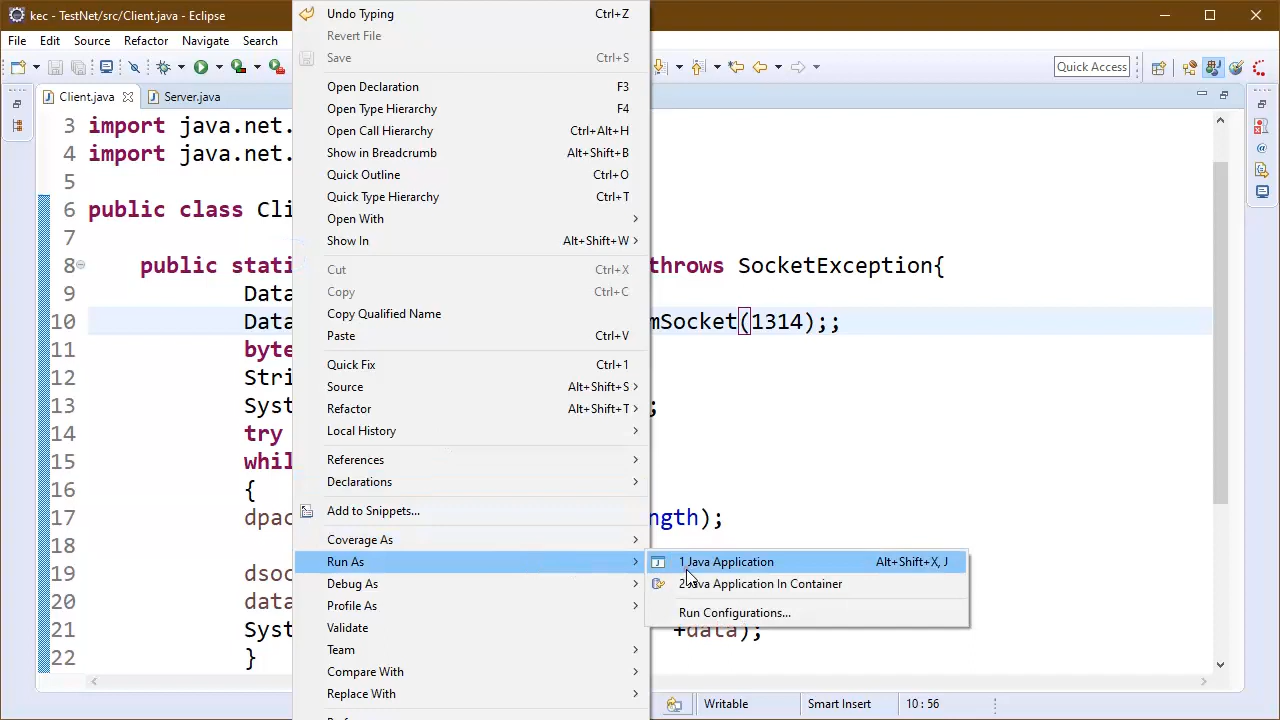 kec - TestNet/src/Client.java - Eclipse
File Edit Source Refactor Navigate Search
Quick Access
Client.java Server.java
Undo Typing Ctrl+Z
Revert File
Save Ctrl+S
Open Declaration F3
Open Type Hierarchy F4
Open Call Hierarchy Ctrl+Alt+H
Show in Breadcrumb Alt+Shift+B
Quick Outline Ctrl+O
Quick Type Hierarchy Ctrl+T
Open With
Show In Alt+Shift+W
Cut Ctrl+X
Copy Ctrl+C
Copy Qualified Name
Paste Ctrl+V
Quick Fix Ctrl+1
Source Alt+Shift+S
Refactor Alt+Shift+T
Local History
References
Declarations
Add to Snippets...
Coverage As
Run As
Debug As
Profile As
Validate
Team
Compare With
Replace With
1 Java Application Alt+Shift+X, J
2 Java Application In Container
Run Configurations...
3 import java.net.
4 import java.net.
5
6 public class Cli
7
8 public stati throws SocketException{
9 Data
10 Data mSocket(1314);;
11 byte
12 Stri
13 Syst ;
14 try
15 whil
16 {
17 dpac ngth);
18
19 dsoc
20 data
21 Syst +data);
22 }
Writable Smart Insert 10 : 56